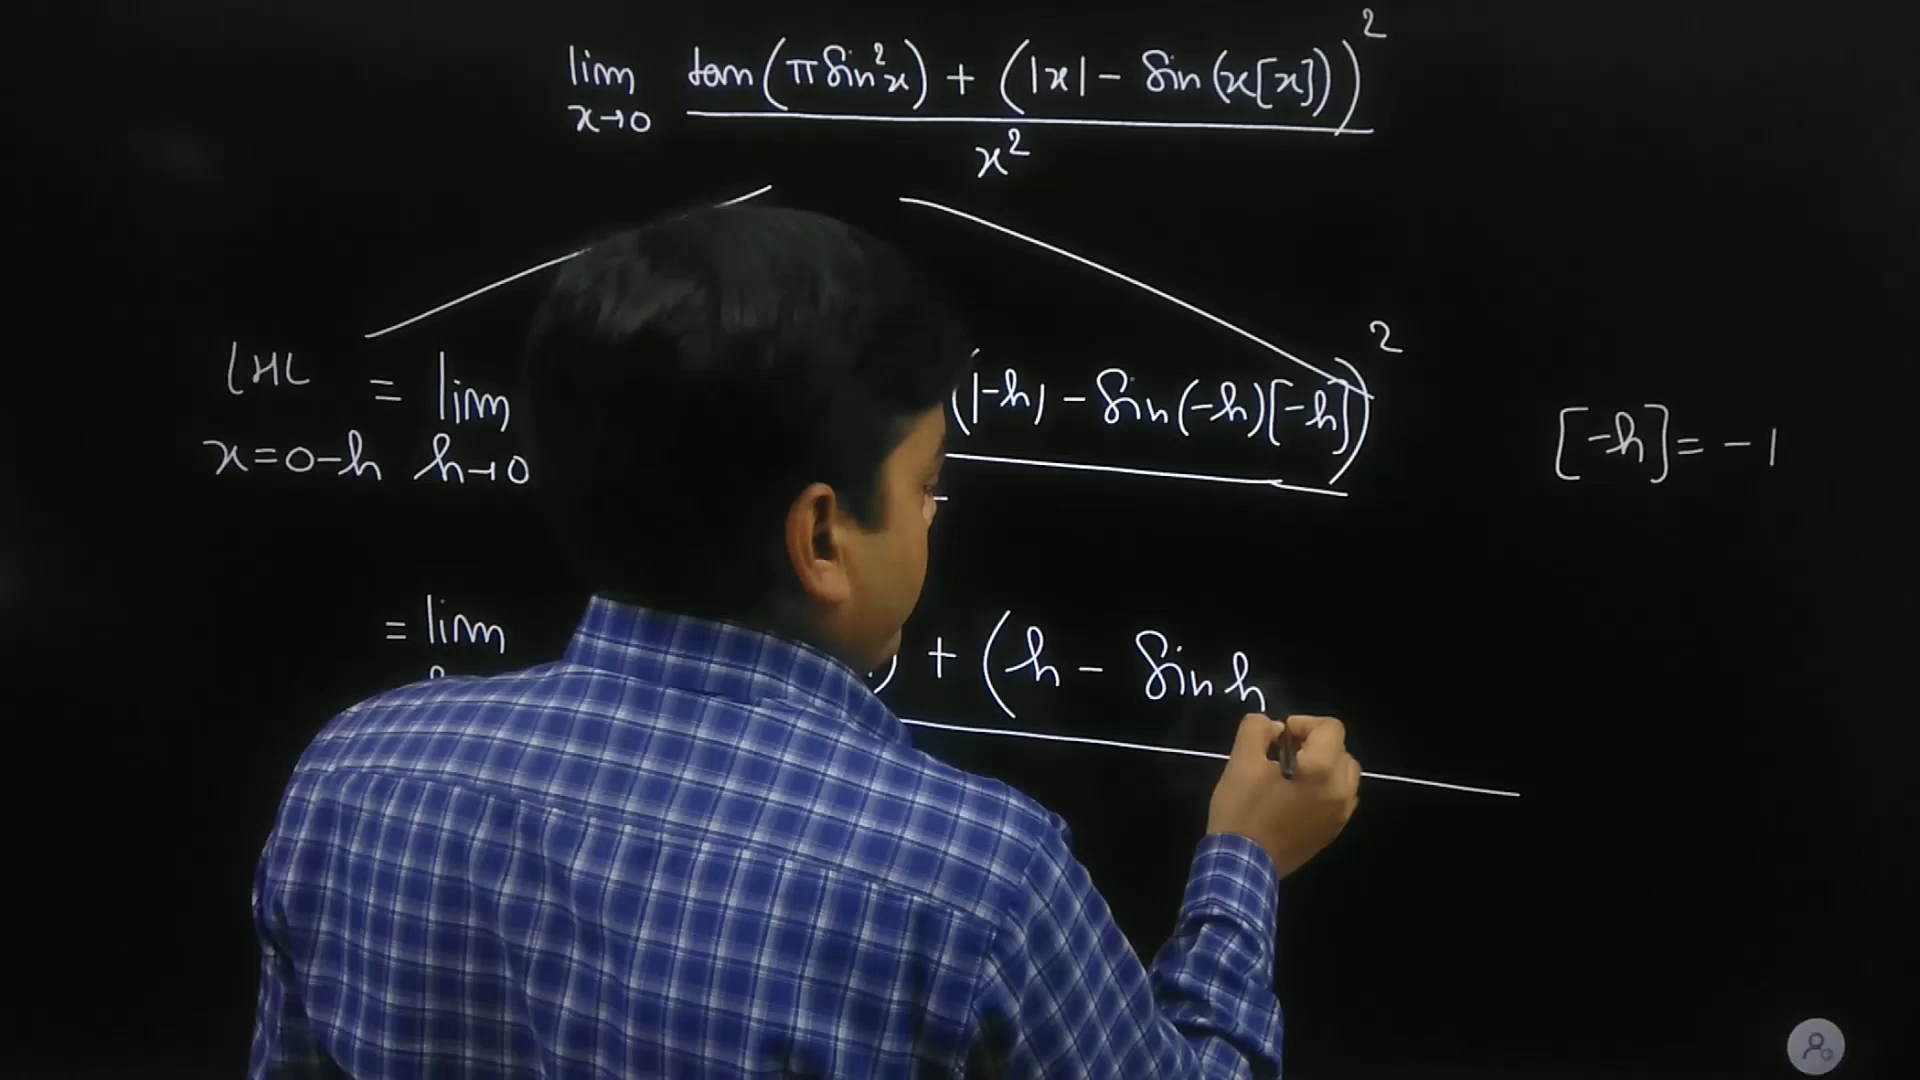 lim x→0 tan(π sin²x) + (|x| − sin(x[x]))²
x²
LHL = lim (|-h| − sin(-h)[-h])²
x=0-h h→0
[-h] = -1
= lim ) + (h − sin h